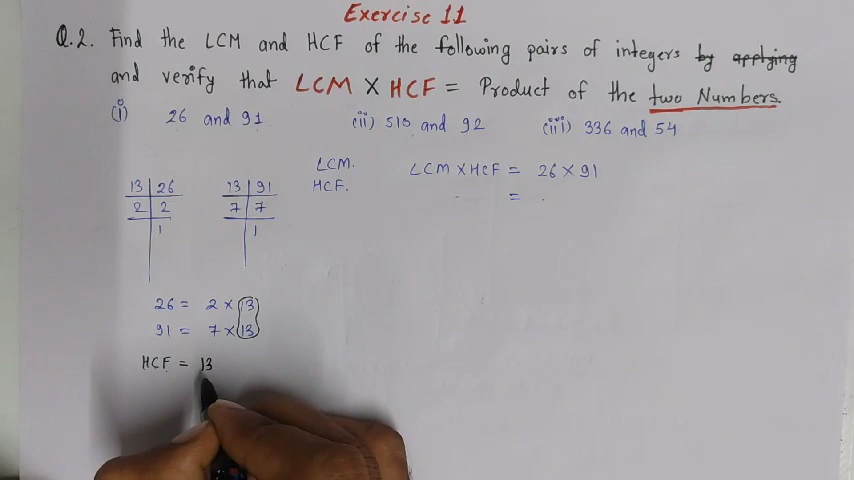 Exercise 11
Q.2. Find the LCM and HCF of the following pairs of integers by applying
and verify that LCM X HCF = Product of the two Numbers.
(i) 26 and 91 (ii) 510 and 92 (iii) 336 and 54
LCM. LCM X HCF = 26 X 91
HCF. = .
13 26 13 91
2 2 7 7
1 1
26 = 2 x 13
91 = 7 x 13
HCF = 13